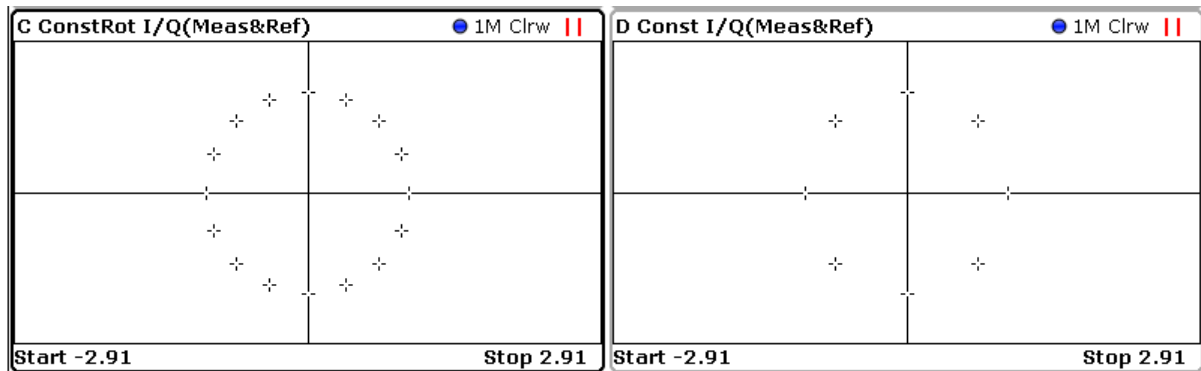 C ConstRot I/Q(Meas&Ref) 1M Clrw
D Const I/Q(Meas&Ref) 1M Clrw
Start -2.91 Stop 2.91
Start -2.91 Stop 2.91